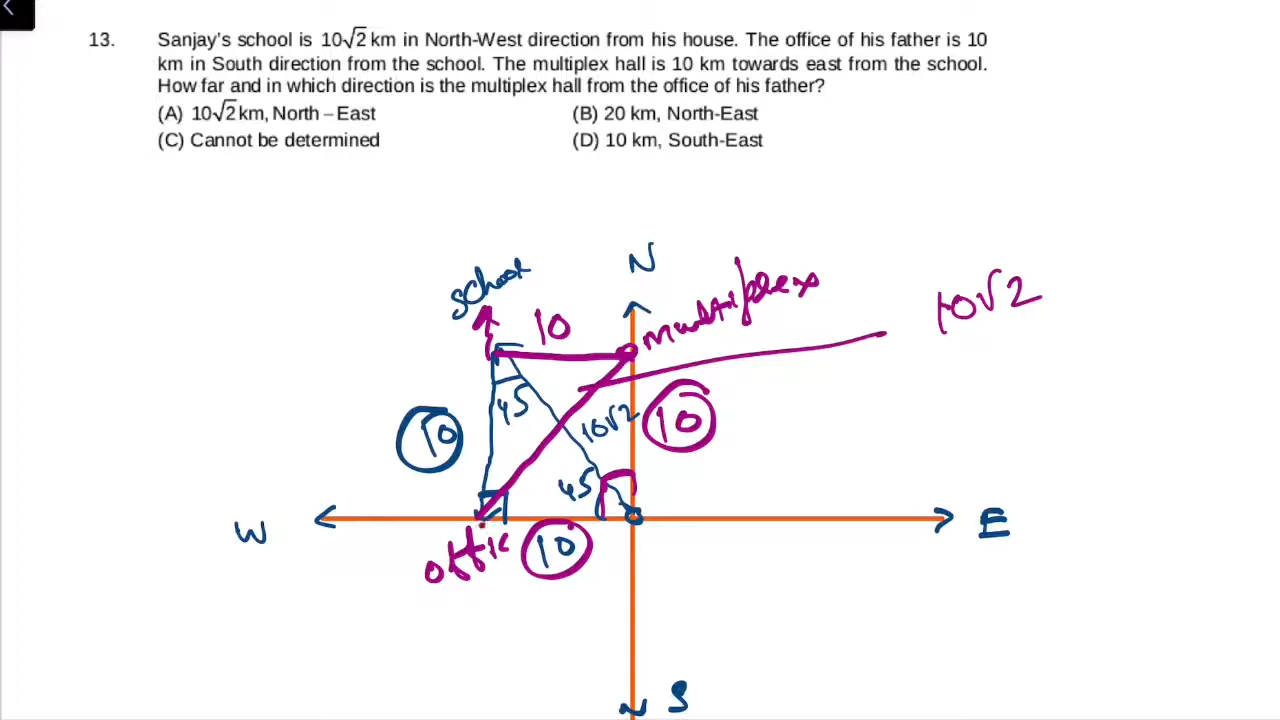 13. Sanjay's school is 10√2 km in North-West direction from his house. The office of his father is 10
km in South direction from the school. The multiplex hall is 10 km towards east from the school.
How far and in which direction is the multiplex hall from the office of his father?
(A) 10√2 km, North – East (B) 20 km, North-East
(C) Cannot be determined (D) 10 km, South-East
N
school
multiplex
10√2
10
45
10
10√2
10
45
W
E
offic
10
S